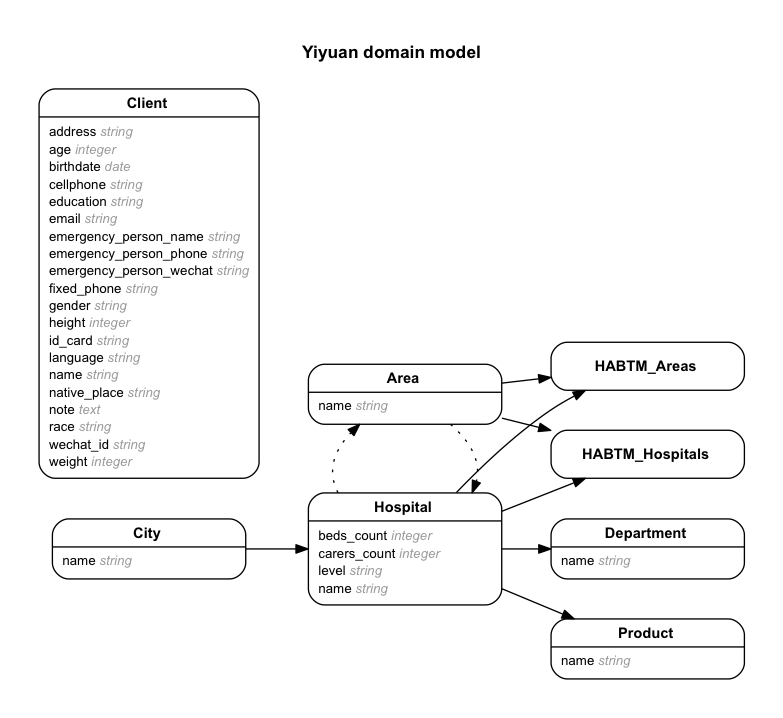 Yiyuan domain model
Client
address string
age integer
birthdate date
cellphone string
education string
email string
emergency_person_name string
emergency_person_phone string
emergency_person_wechat string
fixed_phone string
gender string
height integer
id_card string
language string
name string
native_place string
note text
race string
wechat_id string
weight integer
City
name string
Area
name string
Hospital
beds_count integer
carers_count integer
level string
name string
HABTM_Areas
HABTM_Hospitals
Department
name string
Product
name string